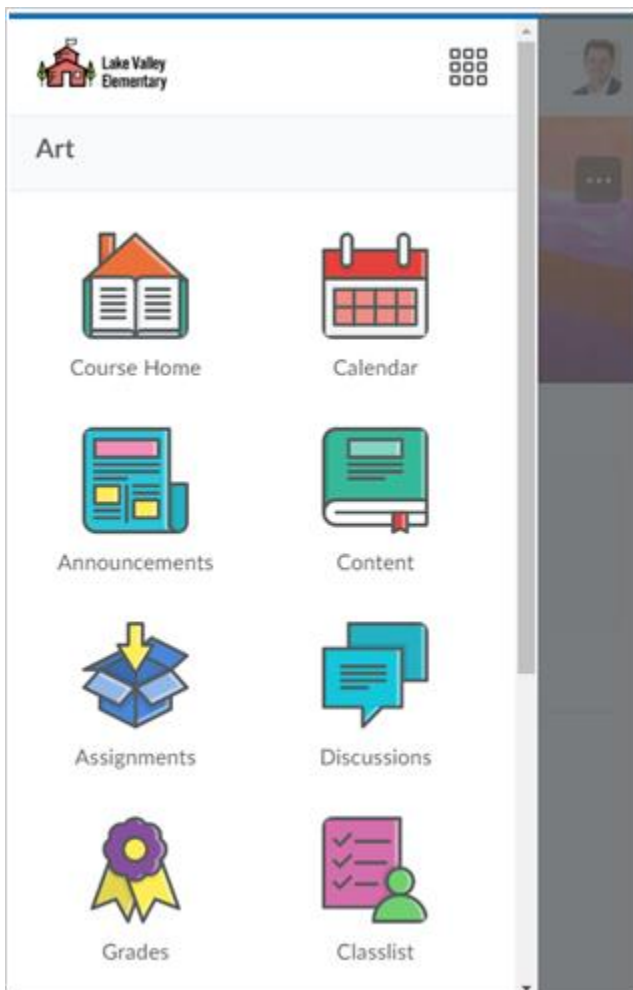 Lake Valley
Elementary
Art
Course Home
Calendar
Announcements
Content
Assignments
Discussions
Grades
Classlist